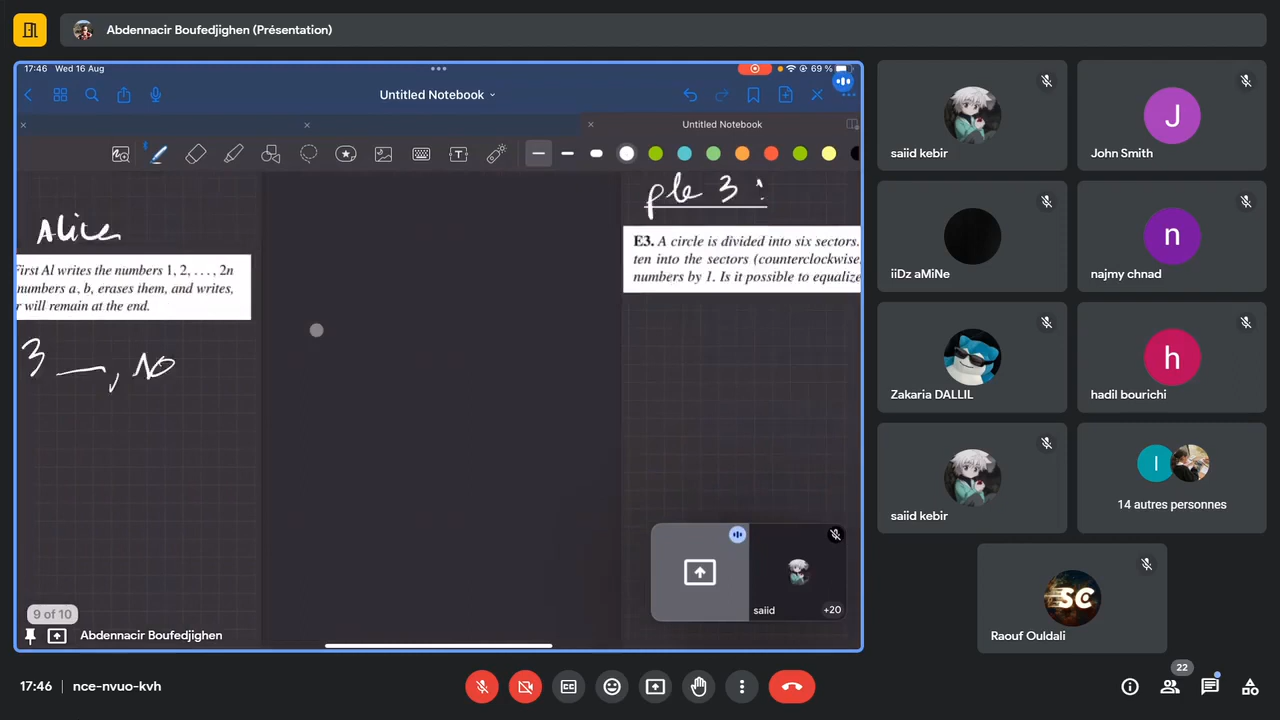 Abdennacir Boufedjighen (Présentation)
17:46 Wed 16 Aug
69 %
Untitled Notebook
Untitled Notebook
Alice
First Al writes the numbers 1, 2, . . . , 2n
numbers a, b, erases them, and writes,
r will remain at the end.
3 __, No
ple 3 :
E3. A circle is divided into six sectors.
ten into the sectors (counterclockwise,
numbers by 1. Is it possible to equalize
9 of 10
Abdennacir Boufedjighen
saiid
+20
saiid kebir
J
John Smith
iiDz aMiNe
n
najmy chnad
Zakaria DALLIL
h
hadil bourichi
saiid kebir
I
14 autres personnes
SC
Raouf Ouldali
17:46
nce-nvuo-kvh
22